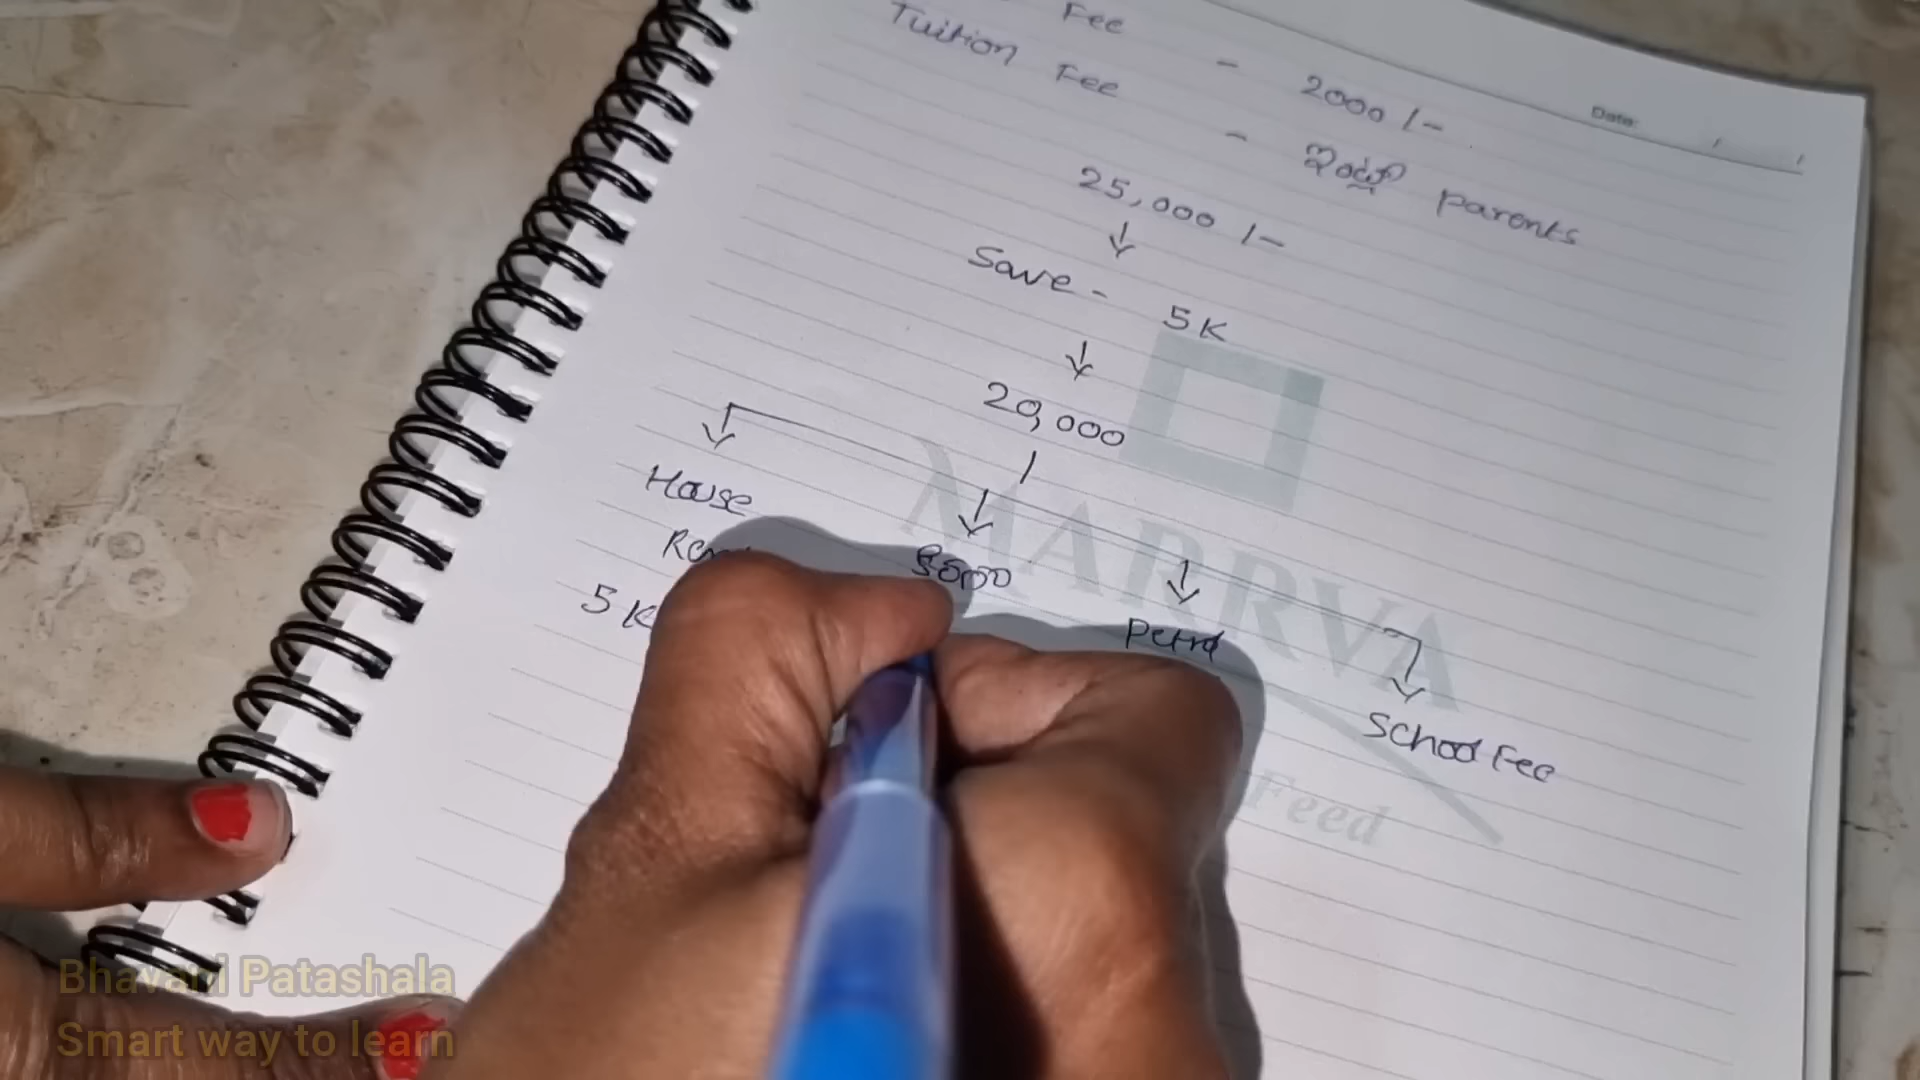 Fee - 2000/-
Tuition Fee - parents
25,000/-
Save - 5K
20,000
House
5K
Petrol
School Fee
Date:
MARRVA
Feed
Bhavani Patashala
Smart way to learn